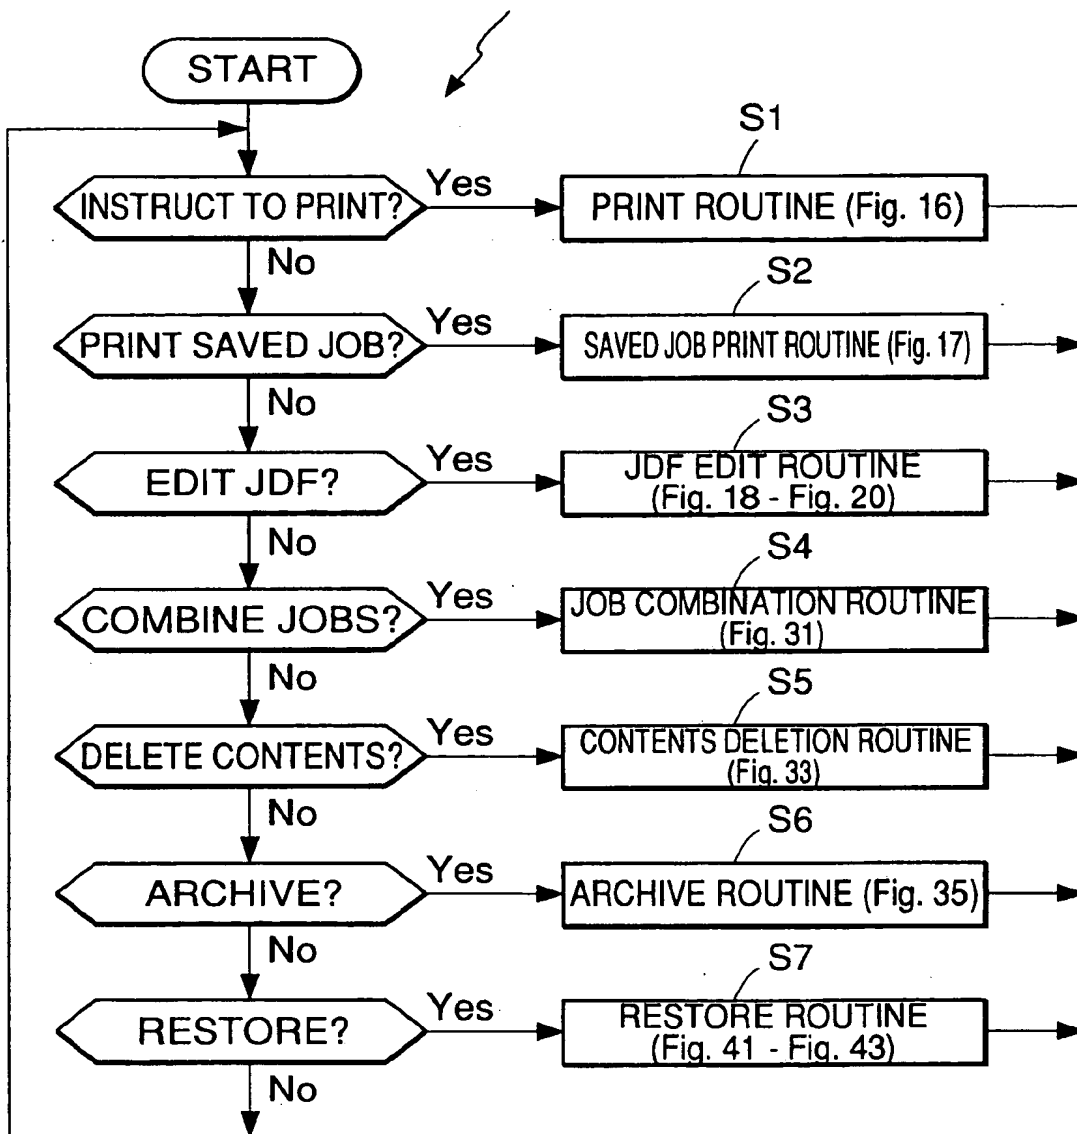 START
S1
INSTRUCT TO PRINT?
Yes
PRINT ROUTINE (Fig. 16)
No
S2
PRINT SAVED JOB?
Yes
SAVED JOB PRINT ROUTINE (Fig. 17)
No
S3
EDIT JDF?
Yes
JDF EDIT ROUTINE
(Fig. 18 - Fig. 20)
No
S4
COMBINE JOBS?
Yes
JOB COMBINATION ROUTINE
(Fig. 31)
No
S5
DELETE CONTENTS?
Yes
CONTENTS DELETION ROUTINE
(Fig. 33)
No
S6
ARCHIVE?
Yes
ARCHIVE ROUTINE (Fig. 35)
No
S7
RESTORE?
Yes
RESTORE ROUTINE
(Fig. 41 - Fig. 43)
No